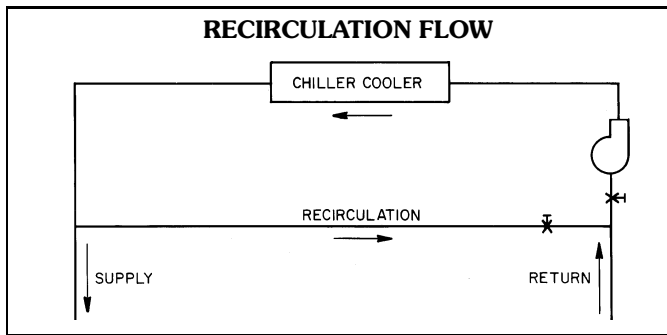 RECIRCULATION FLOW
CHILLER COOLER
RECIRCULATION
SUPPLY
RETURN